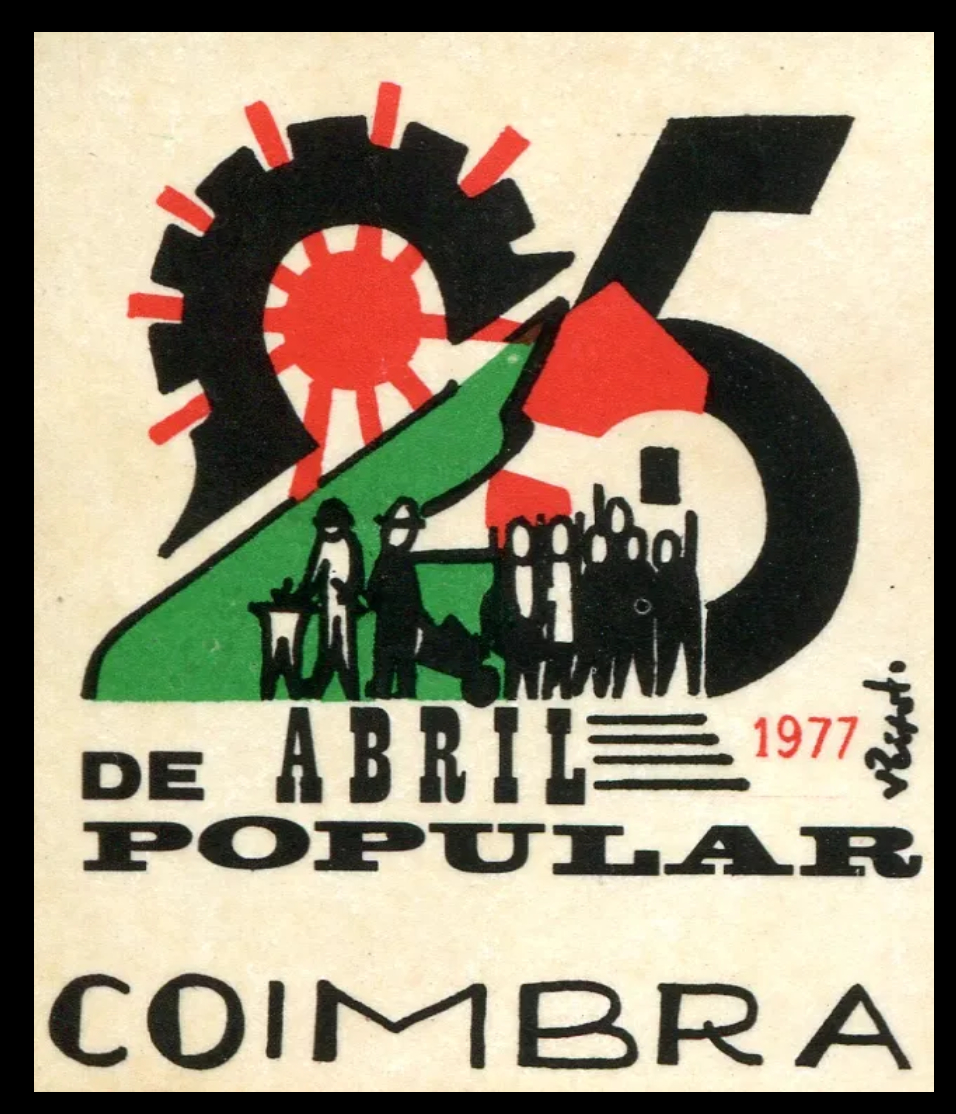 25
DE ABRIL 1977
POPULAR
COIMBRA